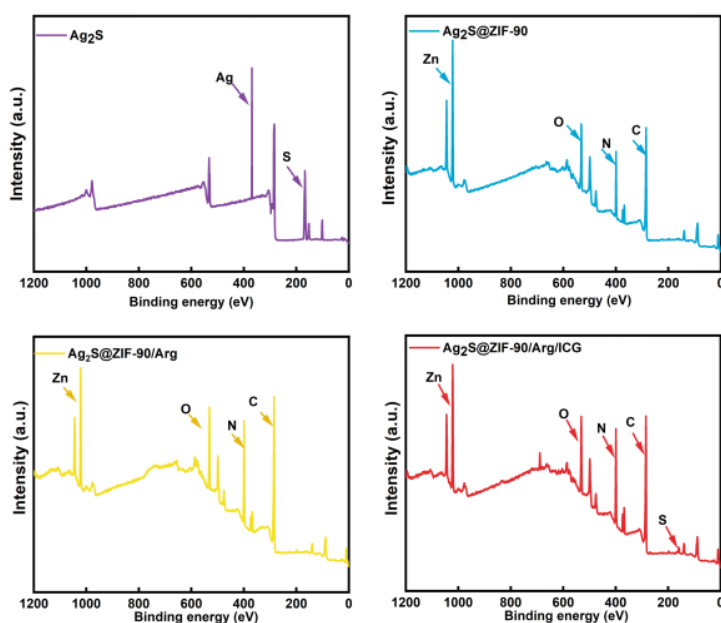 Ag₂S
Ag
S
Intensity (a.u.)
1200 1000 800 600 400 200 0
Binding energy (eV)
Ag₂S@ZIF-90
Zn
O
N
C
Intensity (a.u.)
1200 1000 800 600 400 200 0
Binding energy (eV)
Ag₂S@ZIF-90/Arg
Zn
O
N
C
Intensity (a.u.)
1200 1000 800 600 400 200 0
Binding energy (eV)
Ag₂S@ZIF-90/Arg/ICG
Zn
O
N
C
S
Intensity (a.u.)
1200 1000 800 600 400 200 0
Binding energy (eV)